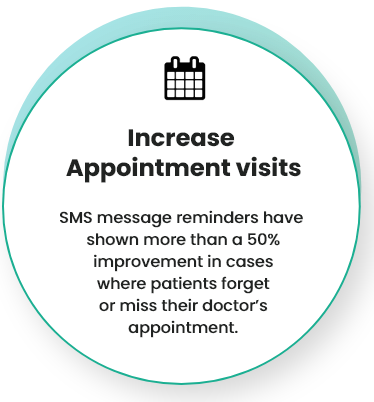 Increase
Appointment visits
SMS message reminders have
shown more than a 50%
improvement in cases
where patients forget
or miss their doctor’s
appointment.